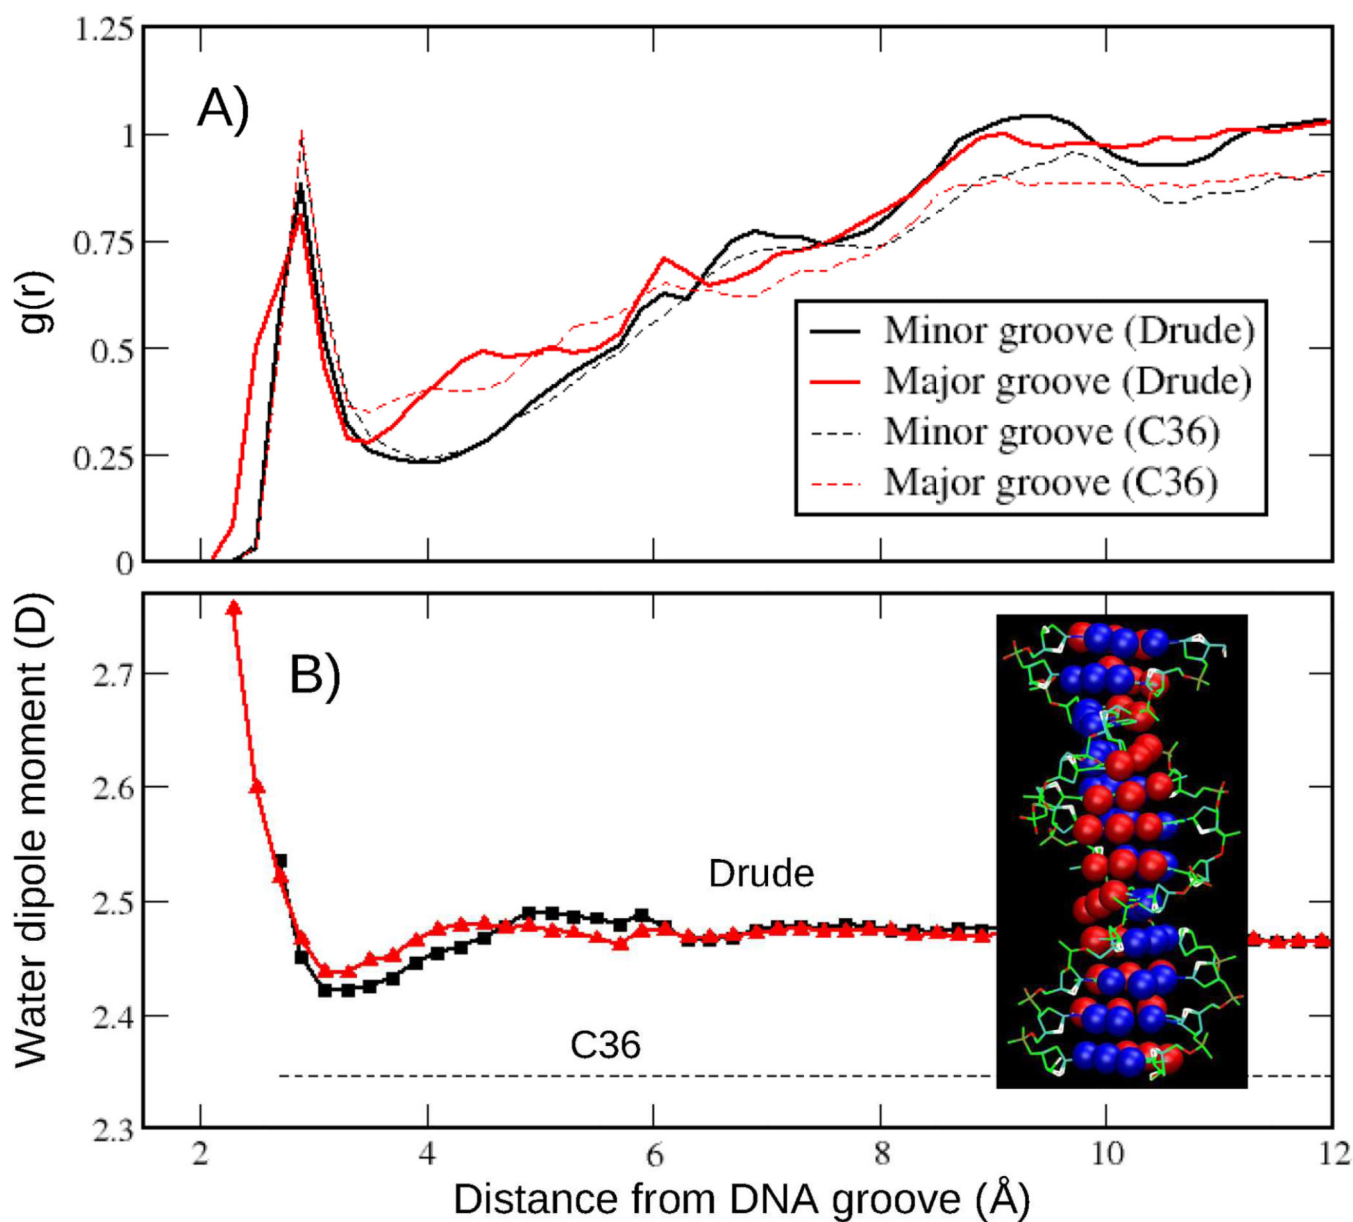 1.25
A)
1
0.75
g(r)
0.5
0.25
0
Minor groove (Drude)
Major groove (Drude)
Minor groove (C36)
Major groove (C36)
B)
2.7
2.6
Water dipole moment (D)
2.5
2.4
2.3
Drude
C36
2 4 6 8 10 12
Distance from DNA groove (Å)